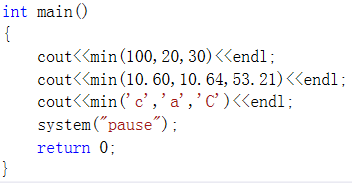 int main()
{
cout<<min(100,20,30)<<endl;
cout<<min(10.60,10.64,53.21)<<endl;
cout<<min('c','a','C')<<endl;
system("pause");
return 0;
}